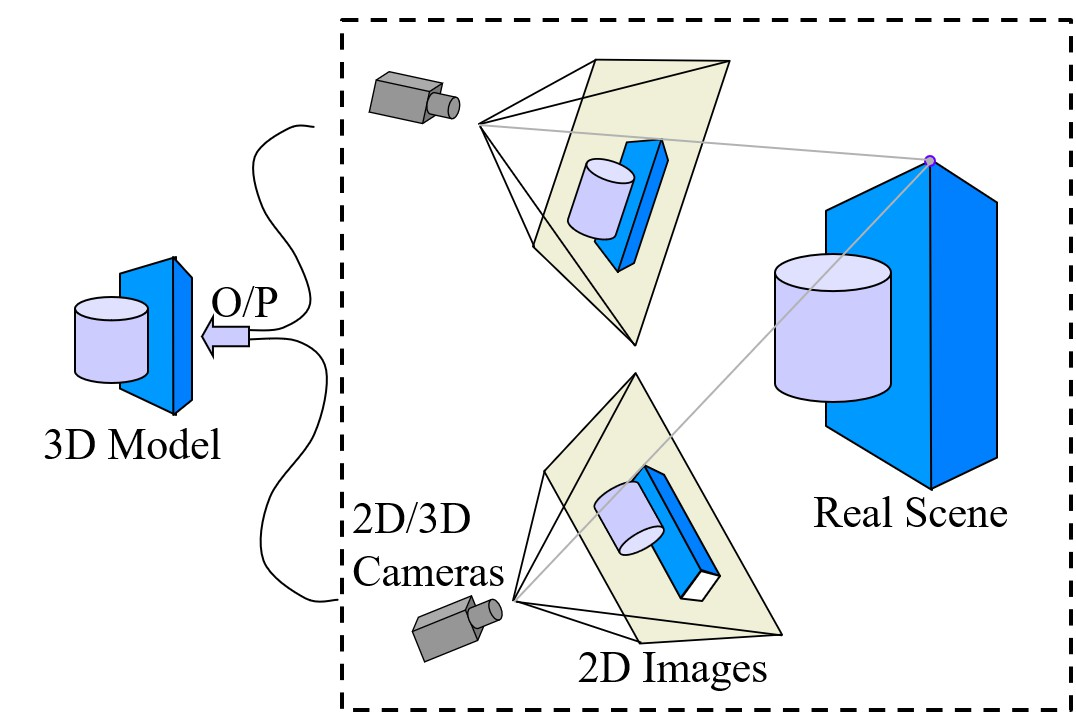 O/P
3D Model
2D/3D
Cameras
Real Scene
2D Images